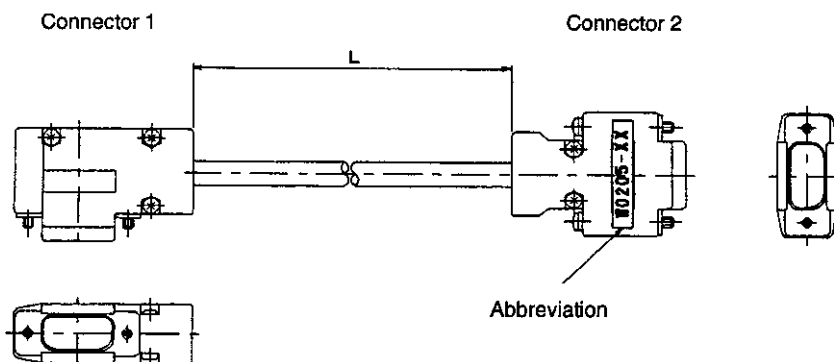 Connector 1
Connector 2
L
W0205-XX
Abbreviation